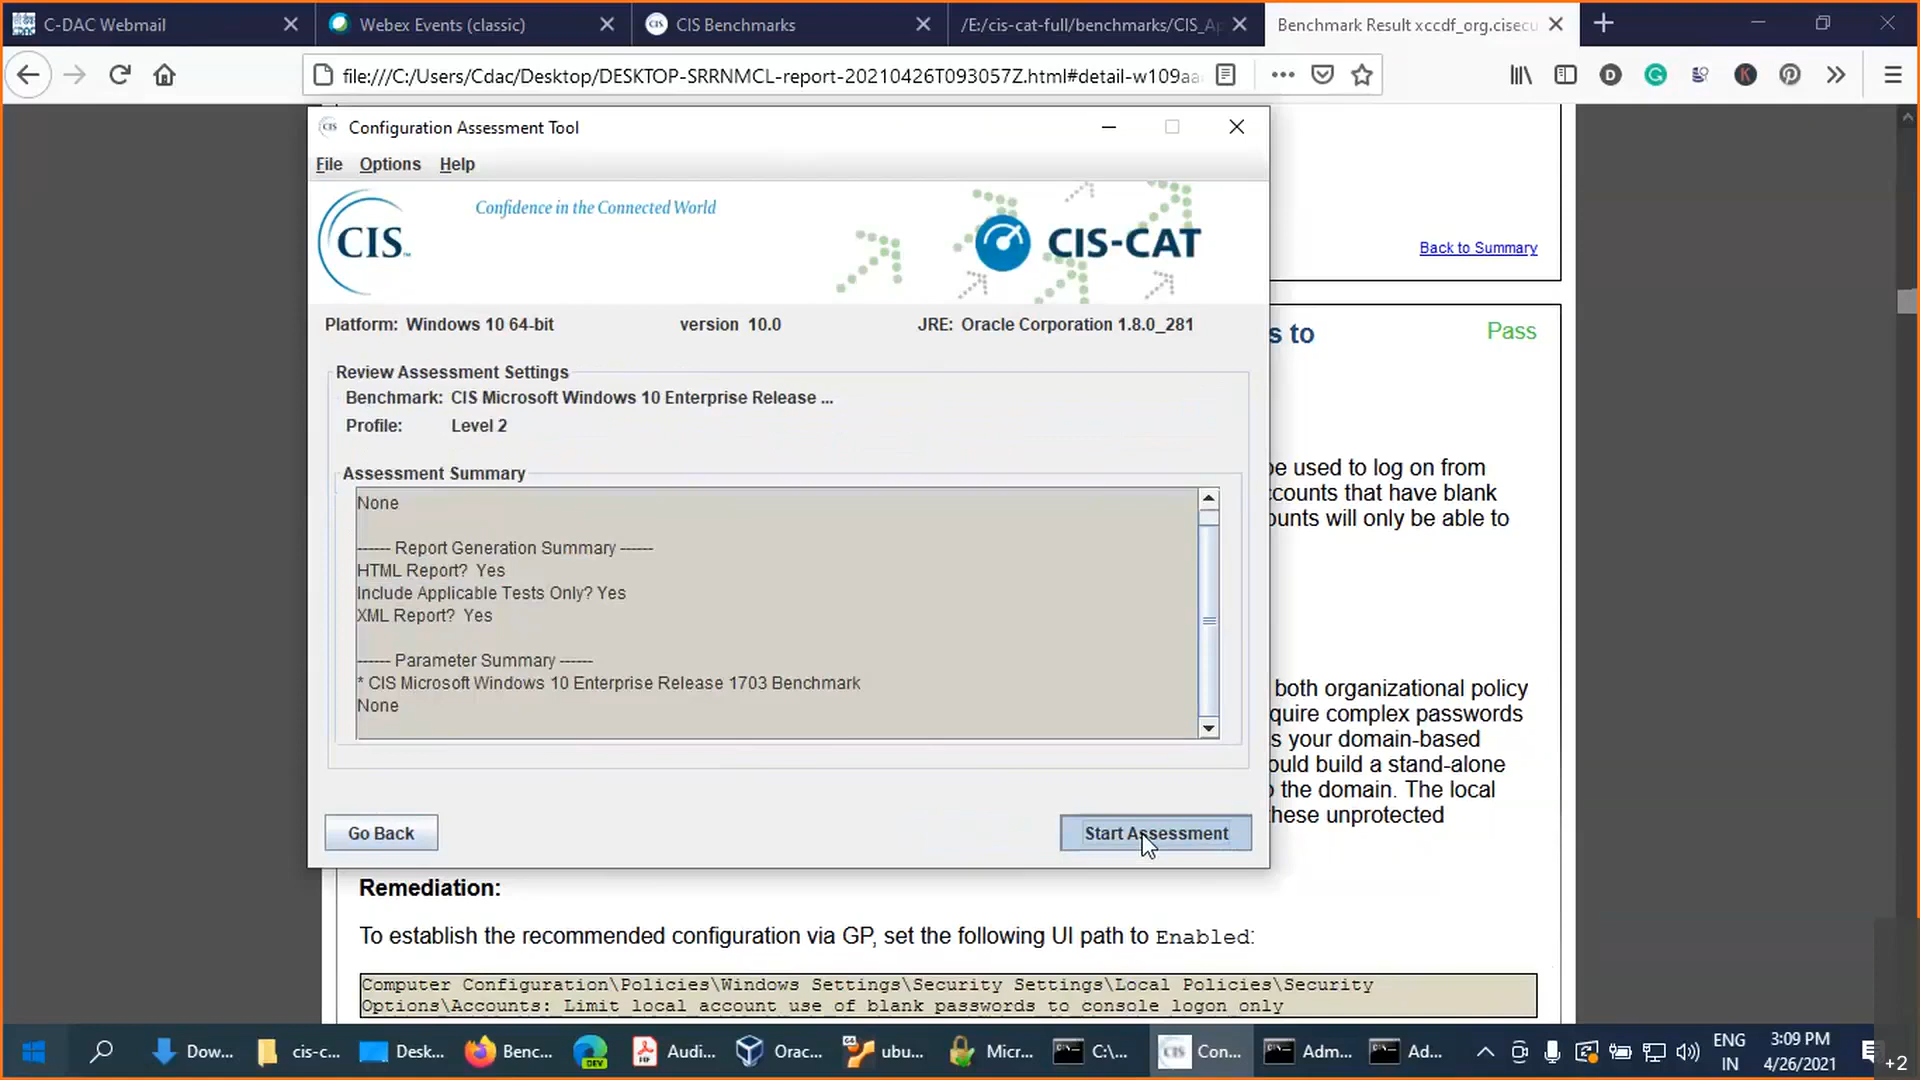 C-DAC Webmail
Webex Events (classic)
CIS Benchmarks
/E:/cis-cat-full/benchmarks/CIS_Ap
Benchmark Result xccdf_org.cisecu
file:///C:/Users/Cdac/Desktop/DESKTOP-SRRNMCL-report-20210426T093057Z.html#detail-w109aa
Configuration Assessment Tool
File Options Help
CIS
Confidence in the Connected World
CIS-CAT
Back to Summary
Platform: Windows 10 64-bit version 10.0 JRE: Oracle Corporation 1.8.0_281
s to
Pass
Review Assessment Settings
Benchmark: CIS Microsoft Windows 10 Enterprise Release ...
Profile: Level 2
Assessment Summary
None
------ Report Generation Summary ------
HTML Report? Yes
Include Applicable Tests Only? Yes
XML Report? Yes
------ Parameter Summary ------
* CIS Microsoft Windows 10 Enterprise Release 1703 Benchmark
None
be used to log on from
ccounts that have blank
ounts will only be able to
both organizational policy
quire complex passwords
s your domain-based
ould build a stand-alone
the domain. The local
these unprotected
Go Back
Start Assessment
Remediation:
To establish the recommended configuration via GP, set the following UI path to Enabled:
Computer Configuration\Policies\Windows Settings\Security Settings\Local Policies\Security
Options\Accounts: Limit local account use of blank passwords to console logon only
Dow...
cis-c...
Desk...
Benc...
Audi...
Orac...
ubu...
Micr...
C:\...
Con...
Adm...
Ad...
ENG
IN
3:09 PM
4/26/2021
+2